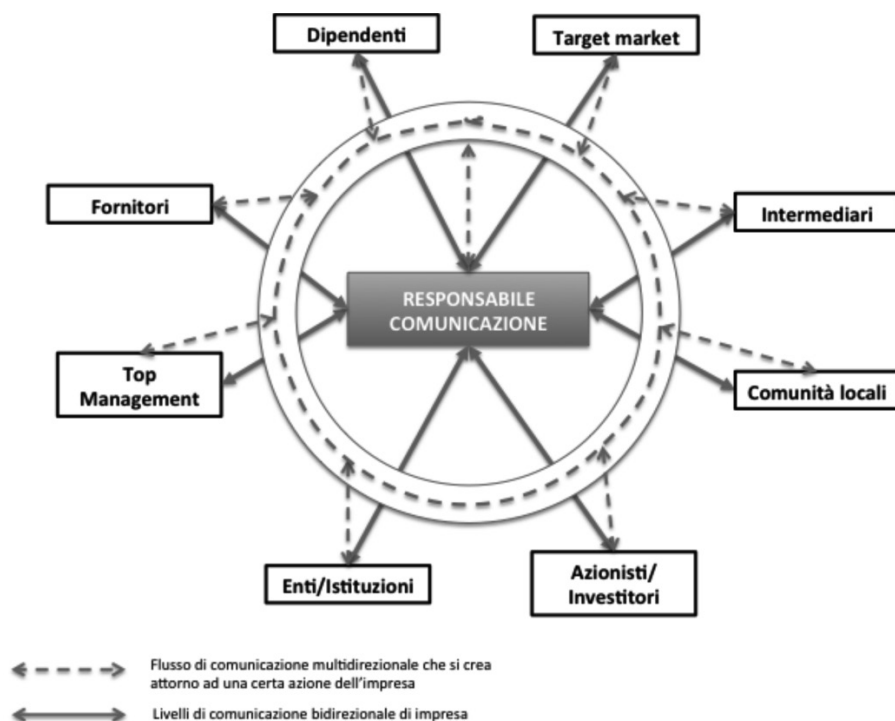 Dipendenti
Target market
Fornitori
Intermediari
RESPONSABILE
COMUNICAZIONE
Top
Management
Comunità locali
Enti/Istituzioni
Azionisti/
Investitori
Flusso di comunicazione multidirezionale che si crea
attorno ad una certa azione dell'impresa
Livelli di comunicazione bidirezionale di impresa